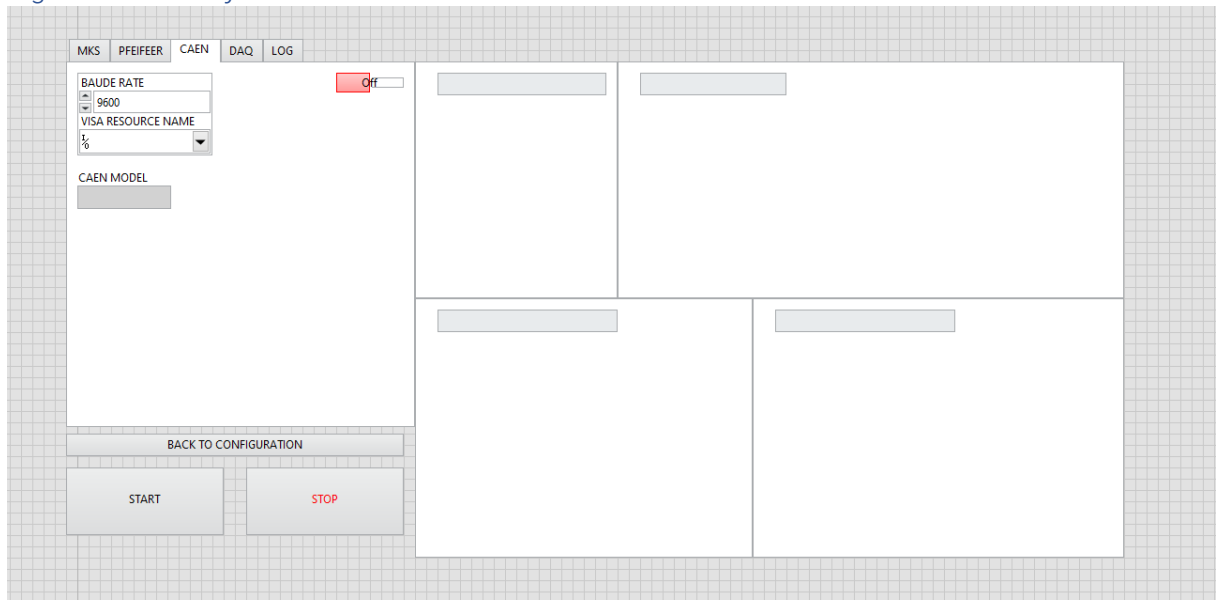 MKS PFEIFEER CAEN DAQ LOG
BAUDE RATE
Off
9600
VISA RESOURCE NAME
I/O
CAEN MODEL
BACK TO CONFIGURATION
START STOP